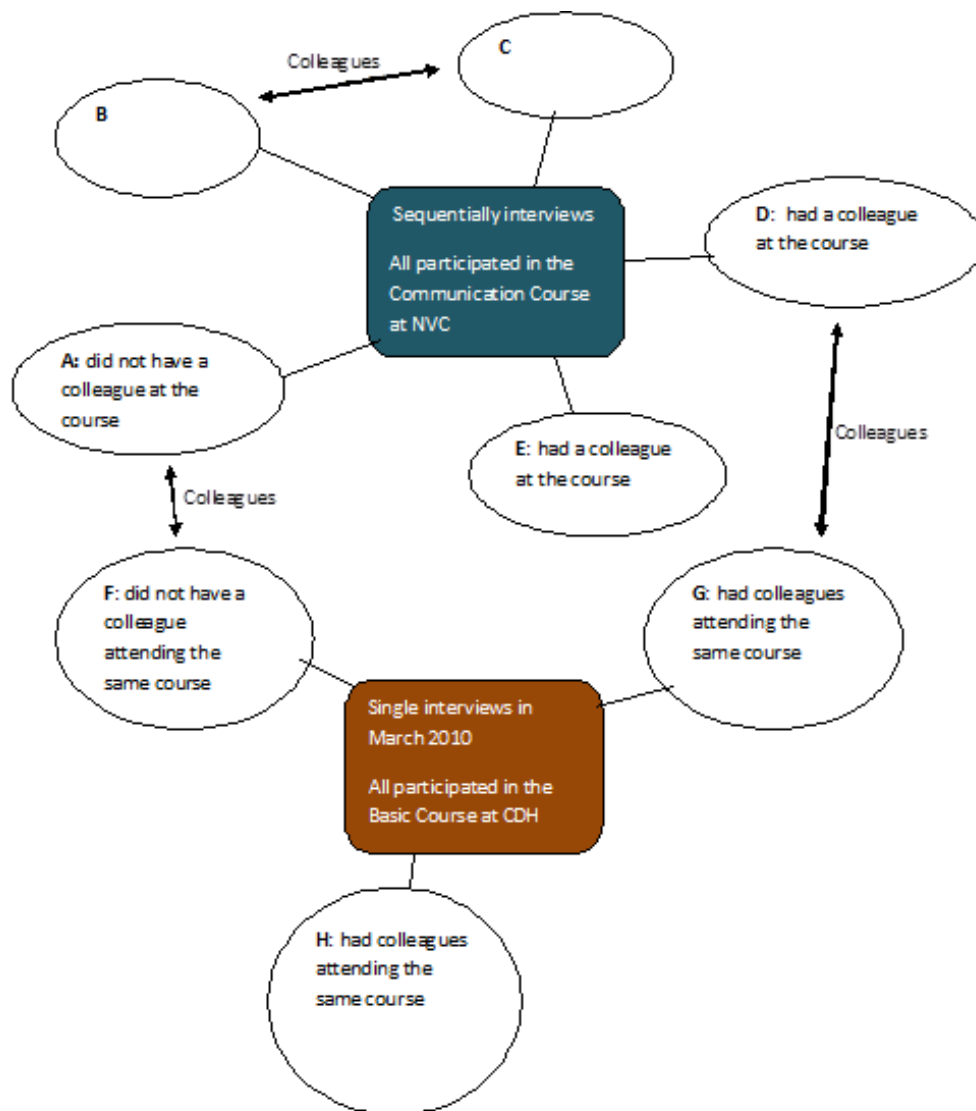 C
Colleagues
B
Sequentially interviews
All participated in the
Communication Course
at NVC
D: had a colleague
at the course
A: did not have a
colleague at the
course
E: had a colleague
at the course
Colleagues
Colleagues
F: did not have a
colleague
attending the
same course
G: had colleagues
attending the
same course
Single interviews in
March 2010
All participated in the
Basic Course at CDH
H: had colleagues
attending the
same course